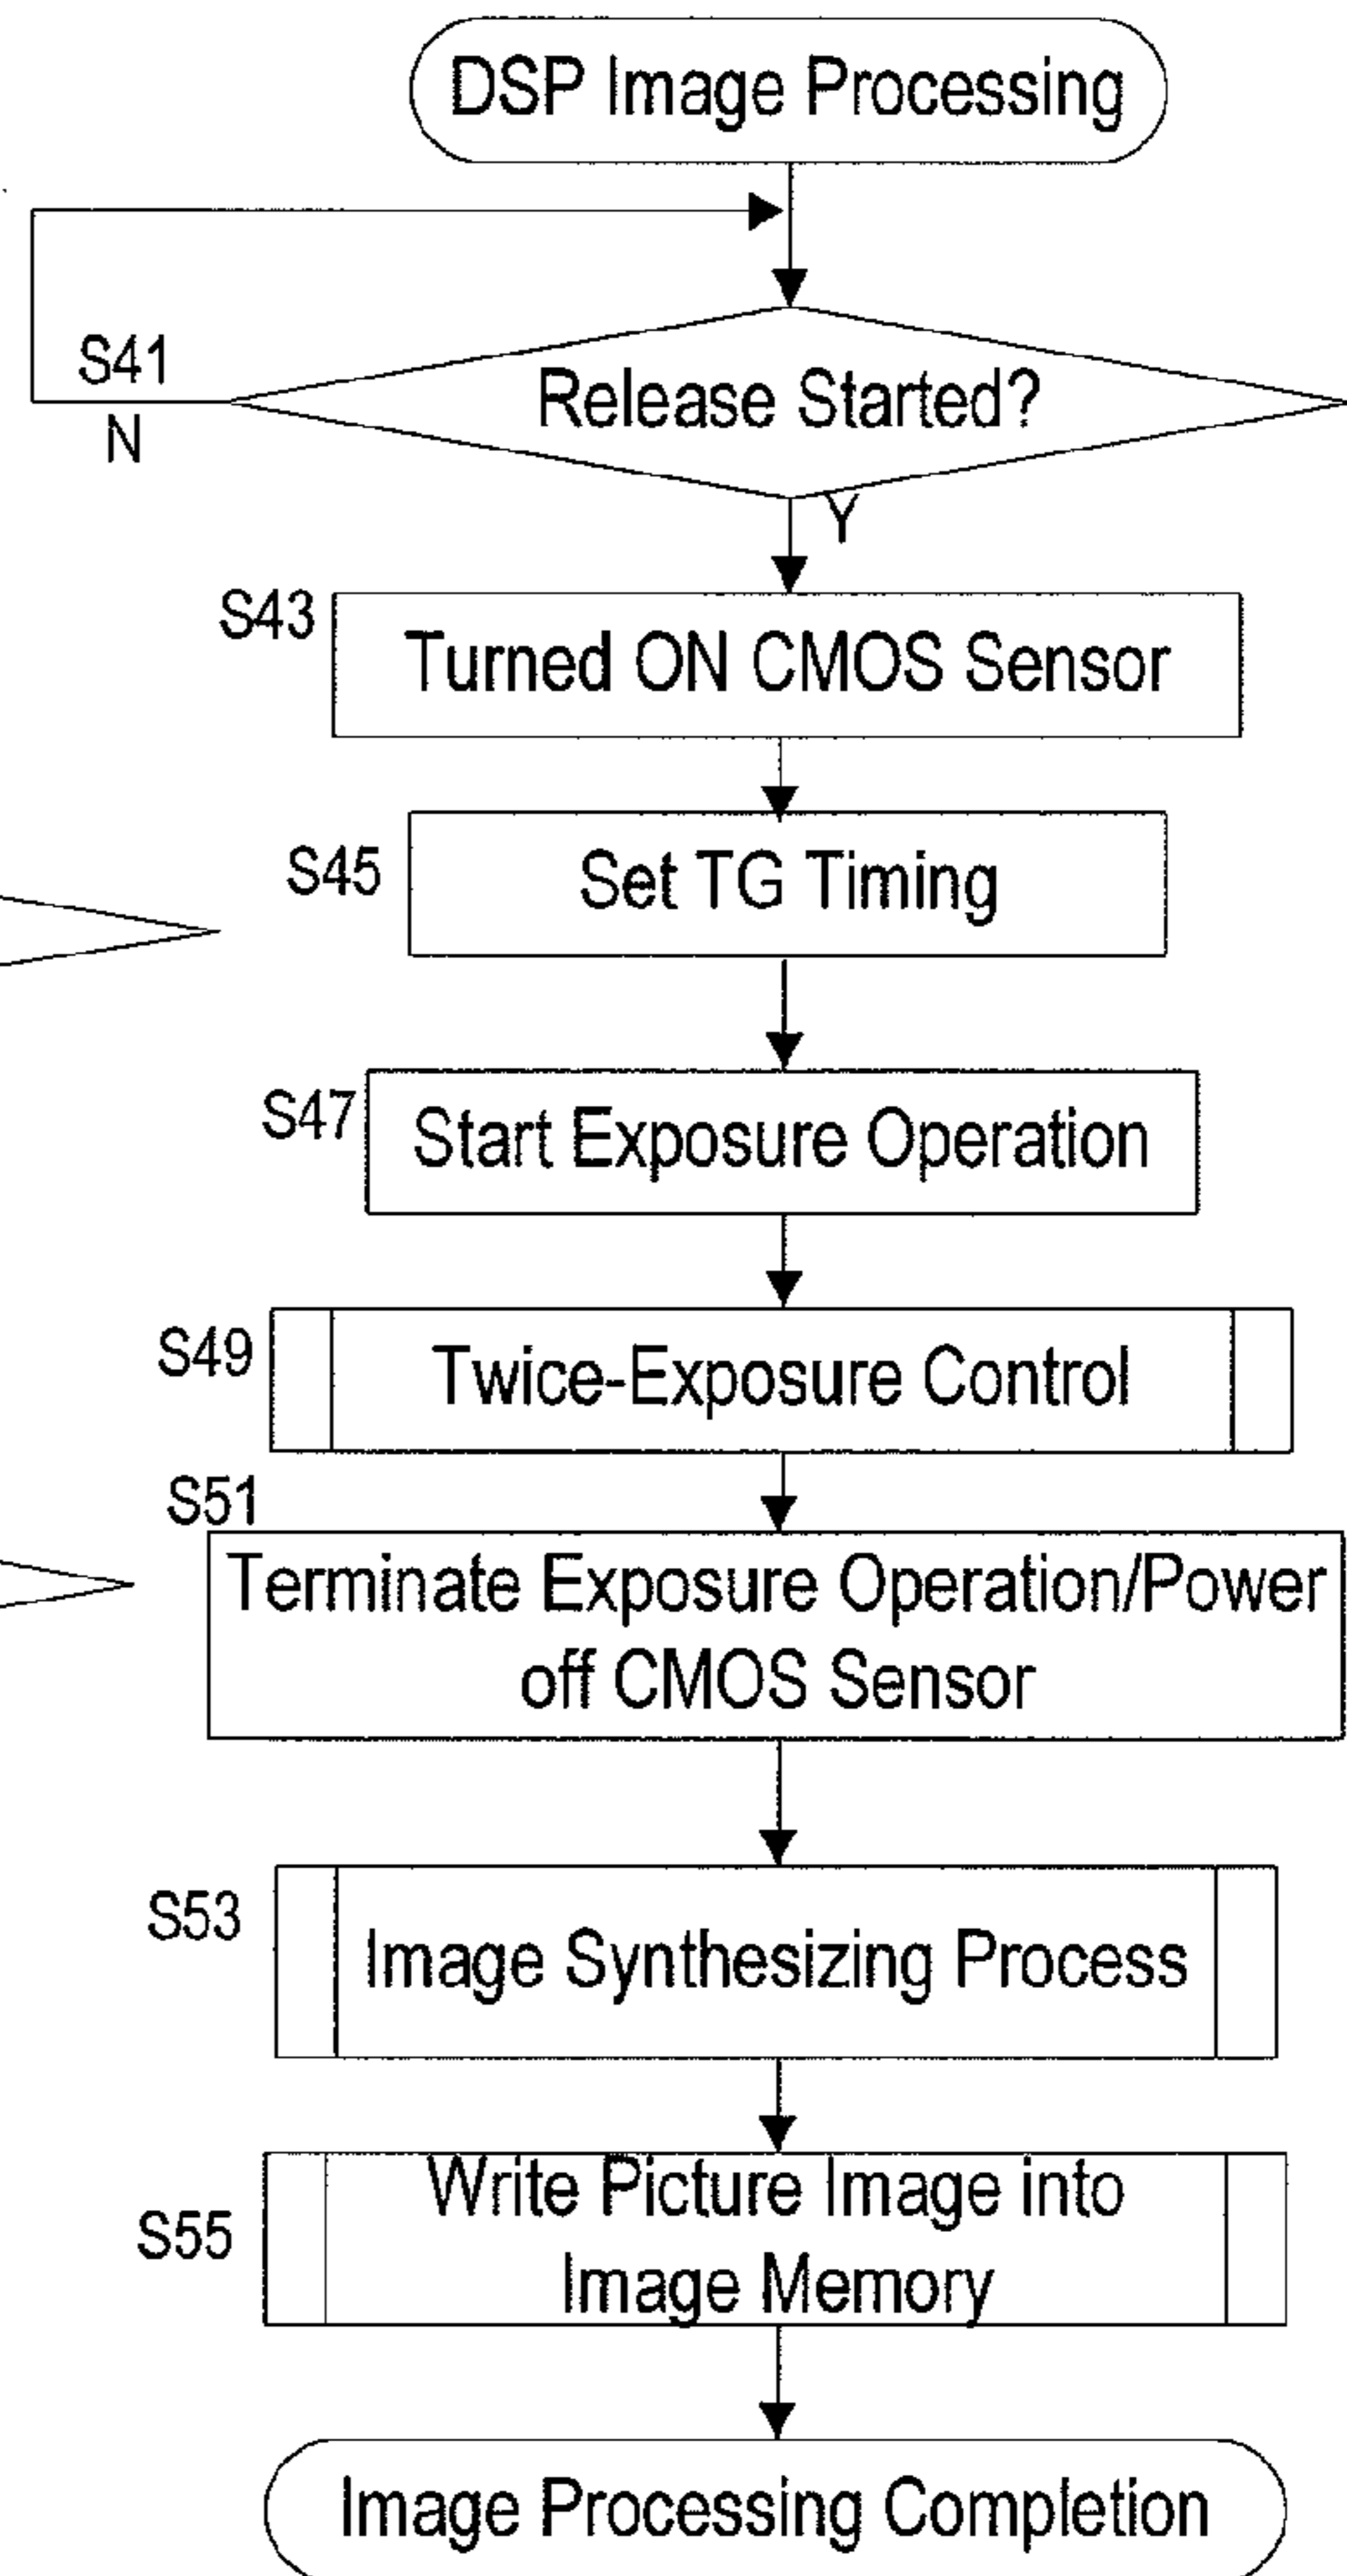 DSP Image Processing
S41
N
Release Started?
Y
S43
Turned ON CMOS Sensor
S45
Set TG Timing
S47
Start Exposure Operation
S49
Twice-Exposure Control
S51
Terminate Exposure Operation/Power
off CMOS Sensor
S53
Image Synthesizing Process
S55
Write Picture Image into
Image Memory
Image Processing Completion